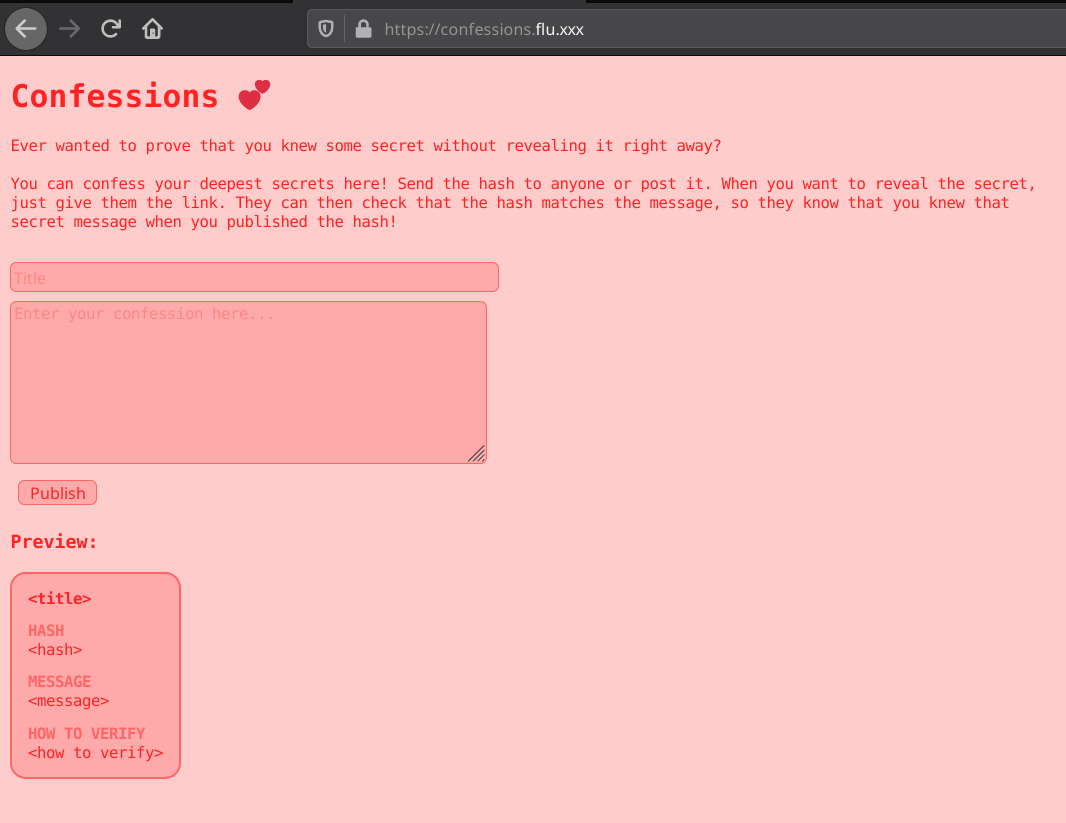 https://confessions.flu.xxx
Confessions 💕
Ever wanted to prove that you knew some secret without revealing it right away?
You can confess your deepest secrets here! Send the hash to anyone or post it. When you want to reveal the secret,
just give them the link. They can then check that the hash matches the message, so they know that you knew that
secret message when you published the hash!
Title
Enter your confession here...
Publish
Preview:
<title>
HASH
<hash>
MESSAGE
<message>
HOW TO VERIFY
<how to verify>